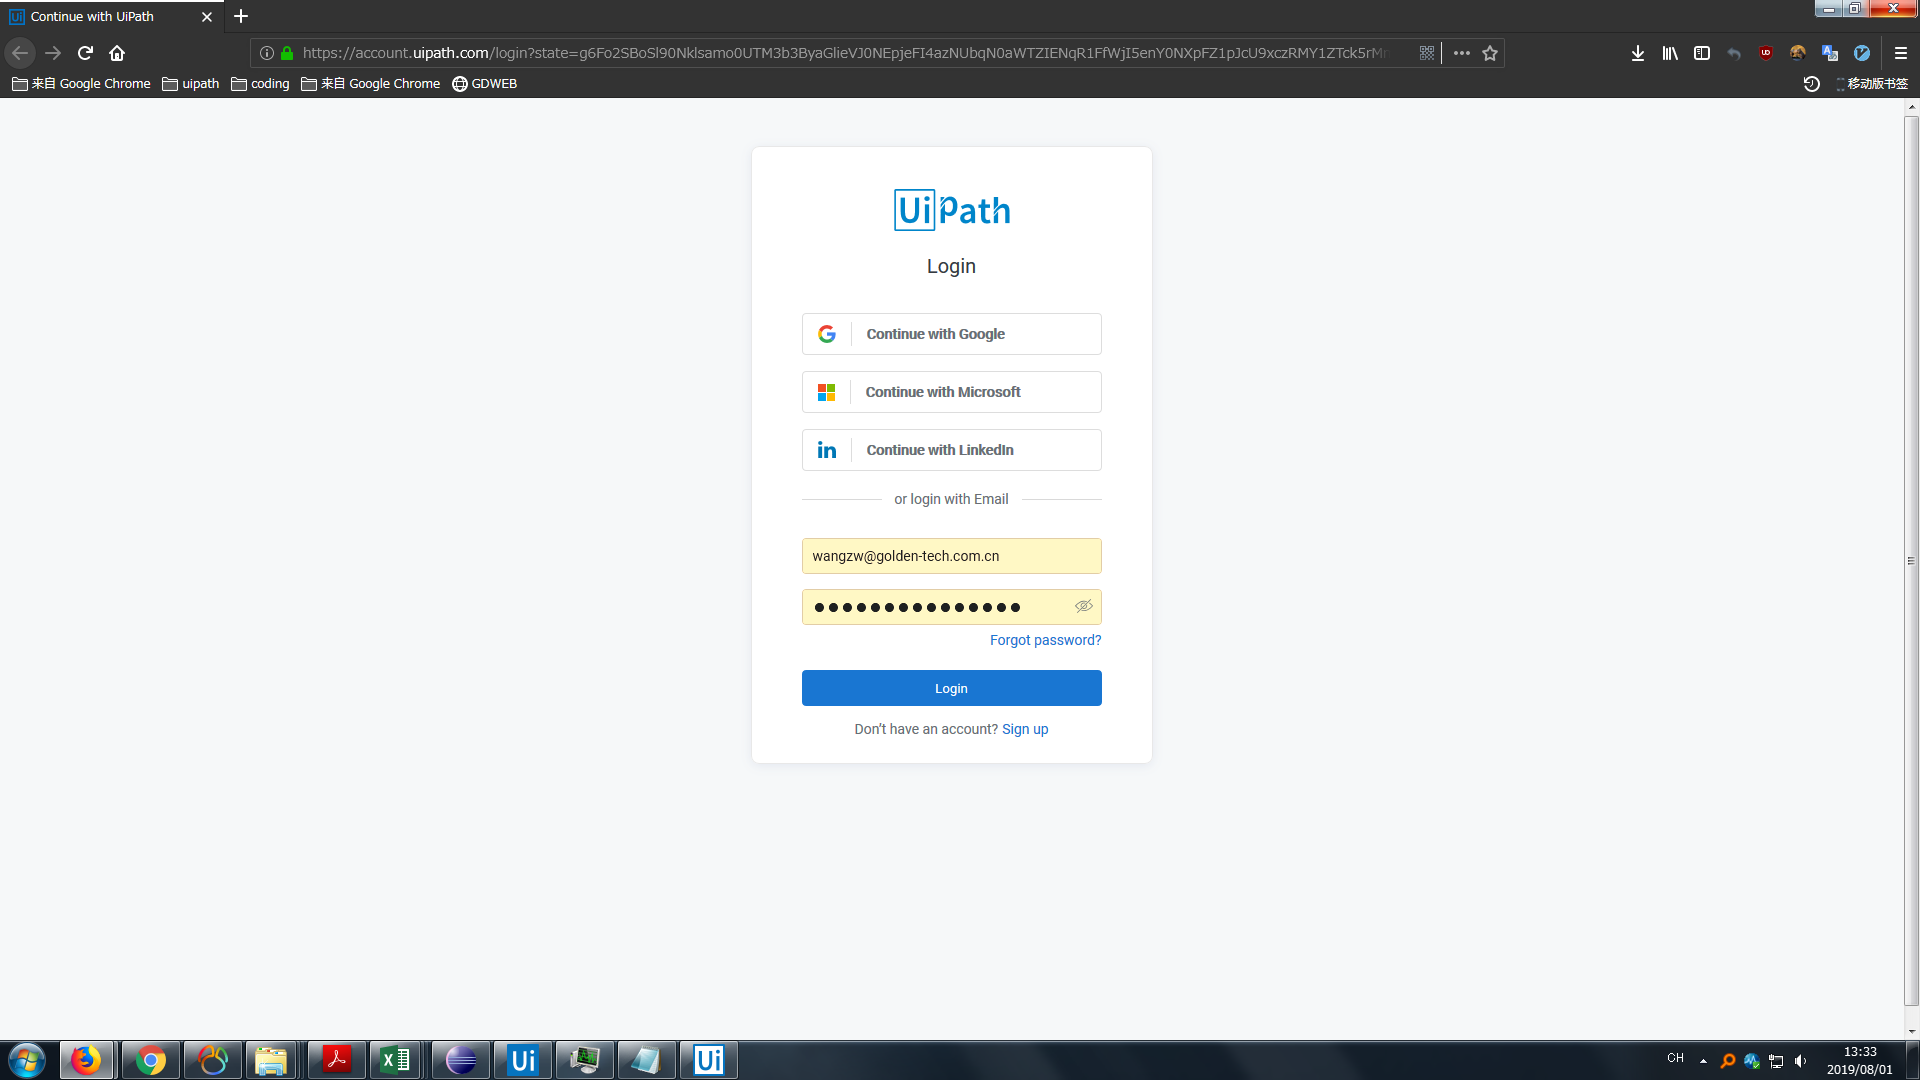 Continue with UiPath
https://account.uipath.com/login?state=
来自 Google Chrome
uipath
coding
来自 Google Chrome
GDWEB
移动版书签
UiPath
Login
Continue with Google
Continue with Microsoft
Continue with LinkedIn
or login with Email
wangzw@golden-tech.com.cn
Forgot password?
Login
Don't have an account? Sign up
CH
13:33
2019/08/01